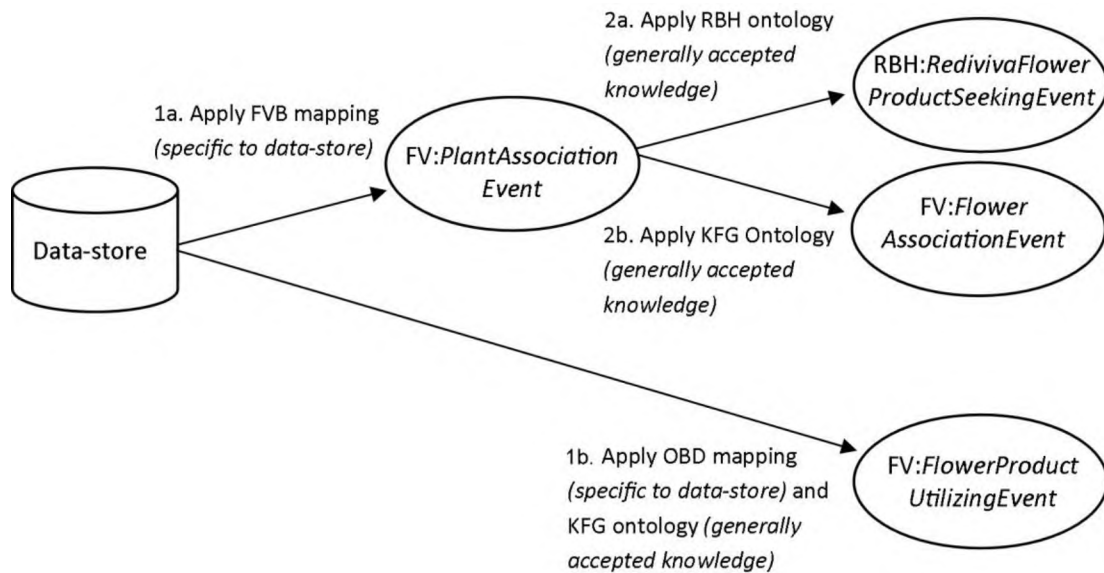 2a. Apply RBH ontology
(generally accepted
knowledge)
RBH:RedivivaFlower
ProductSeekingEvent
1a. Apply FVB mapping
(specific to data-store)
FV:PlantAssociation
Event
Data-store
2b. Apply KFG Ontology
(generally accepted
knowledge)
FV:Flower
AssociationEvent
1b. Apply OBD mapping
(specific to data-store) and
KFG ontology (generally
accepted knowledge)
FV:FlowerProduct
UtilizingEvent